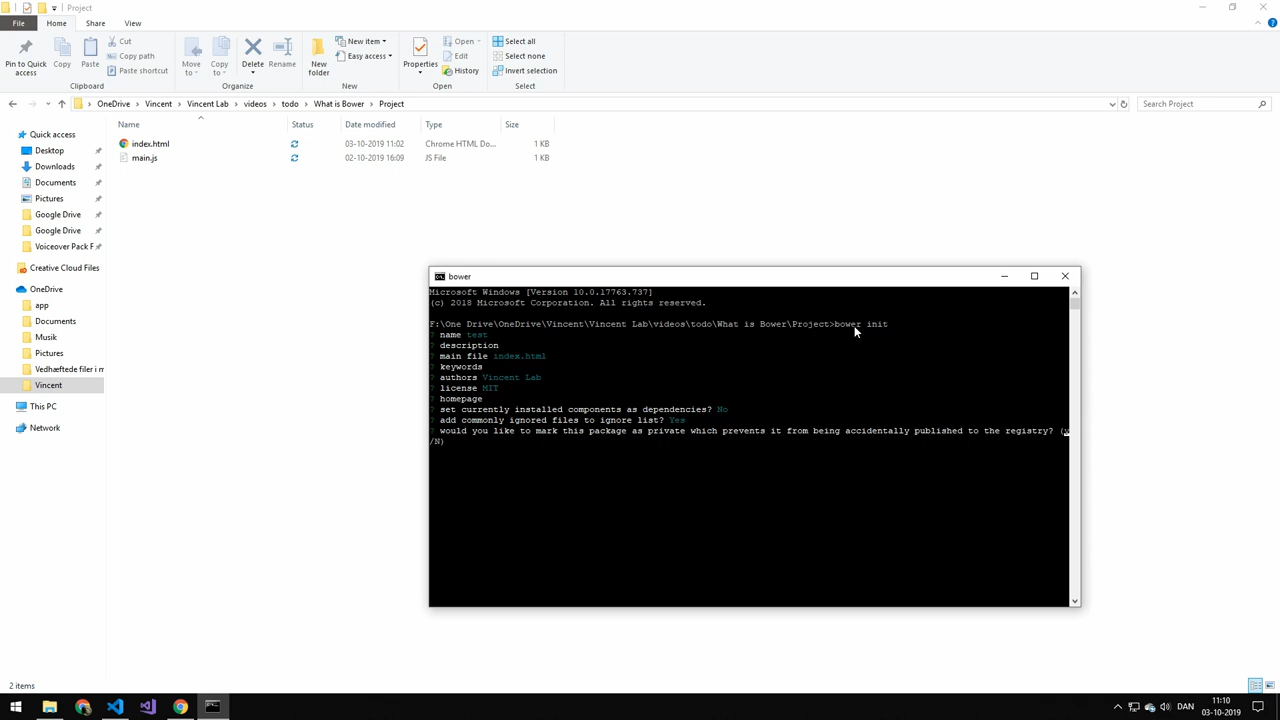 Project
File
Home
Share
View
Pin to Quick
access
Copy
Paste
Cut
Copy path
Paste shortcut
Clipboard
Move
to
Copy
to
Delete
Rename
Organize
New
folder
New item
Easy access
New
Properties
Open
Edit
History
Open
Select all
Select none
Invert selection
Select
OneDrive
Vincent
Vincent Lab
videos
todo
What is Bower
Project
Search Project
Quick access
Desktop
Downloads
Documents
Pictures
Google Drive
Google Drive
Voiceover Pack F
Creative Cloud Files
OneDrive
app
Documents
Musik
Pictures
Vedhæftede filer i m
Vincent
This PC
Network
Name Status Date modified Type Size
index.html 03-10-2019 11:02 Chrome HTML Do... 1 KB
main.js 02-10-2019 16:09 JS File 1 KB
bower
Microsoft Windows [Version 10.0.17763.737]
(c) 2018 Microsoft Corporation. All rights reserved.
F:\One Drive\OneDrive\Vincent\Vincent Lab\videos\todo\What is Bower\Project>bower init
? name test
? description
? main file index.html
? keywords
? authors Vincent Lab
? license MIT
? homepage
? set currently installed components as dependencies? No
? add commonly ignored files to ignore list? Yes
? would you like to mark this package as private which prevents it from being accidentally published to the registry? (y
/N)
2 items
DAN
11:10
03-10-2019